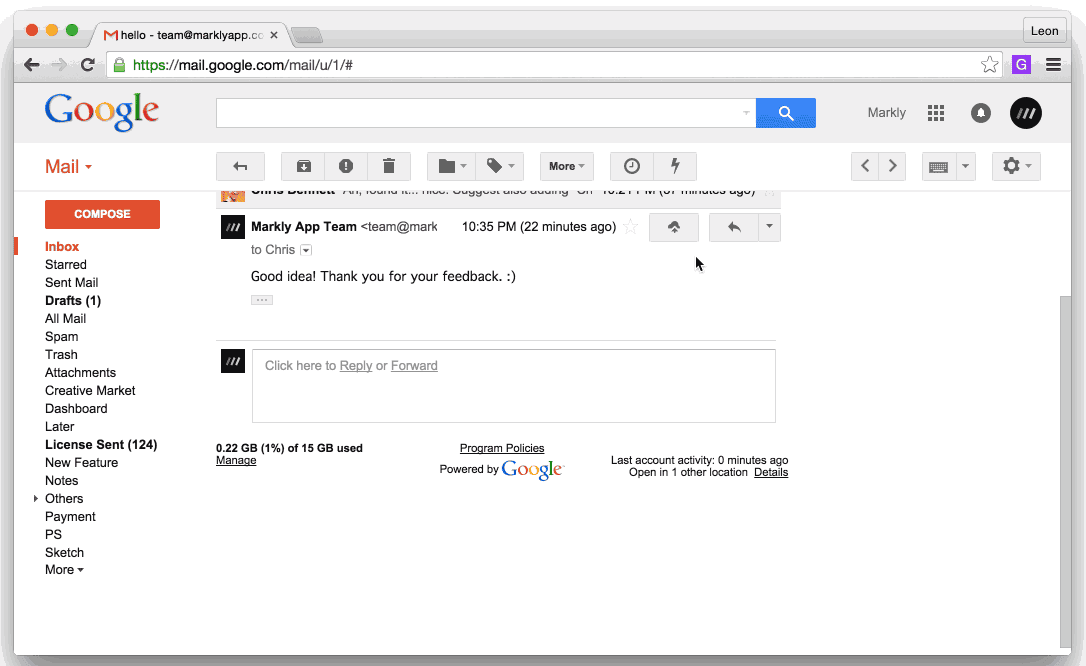 hello - team@marklyapp.co
Leon
https://mail.google.com/mail/u/1/#
G
Google
Markly
Mail
More
COMPOSE
Chris Bennett Ah, found it... nice. Suggest also adding On 10:21 PM (37 minutes ago)
Markly App Team <team@mark 10:35 PM (22 minutes ago)
to Chris
Good idea! Thank you for your feedback. :)
...
Inbox
Starred
Sent Mail
Drafts (1)
All Mail
Spam
Trash
Attachments
Creative Market
Dashboard
Later
License Sent (124)
New Feature
Notes
Others
Payment
PS
Sketch
More
Click here to Reply or Forward
0.22 GB (1%) of 15 GB used
Manage
Program Policies
Powered by Google
Last account activity: 0 minutes ago
Open in 1 other location Details